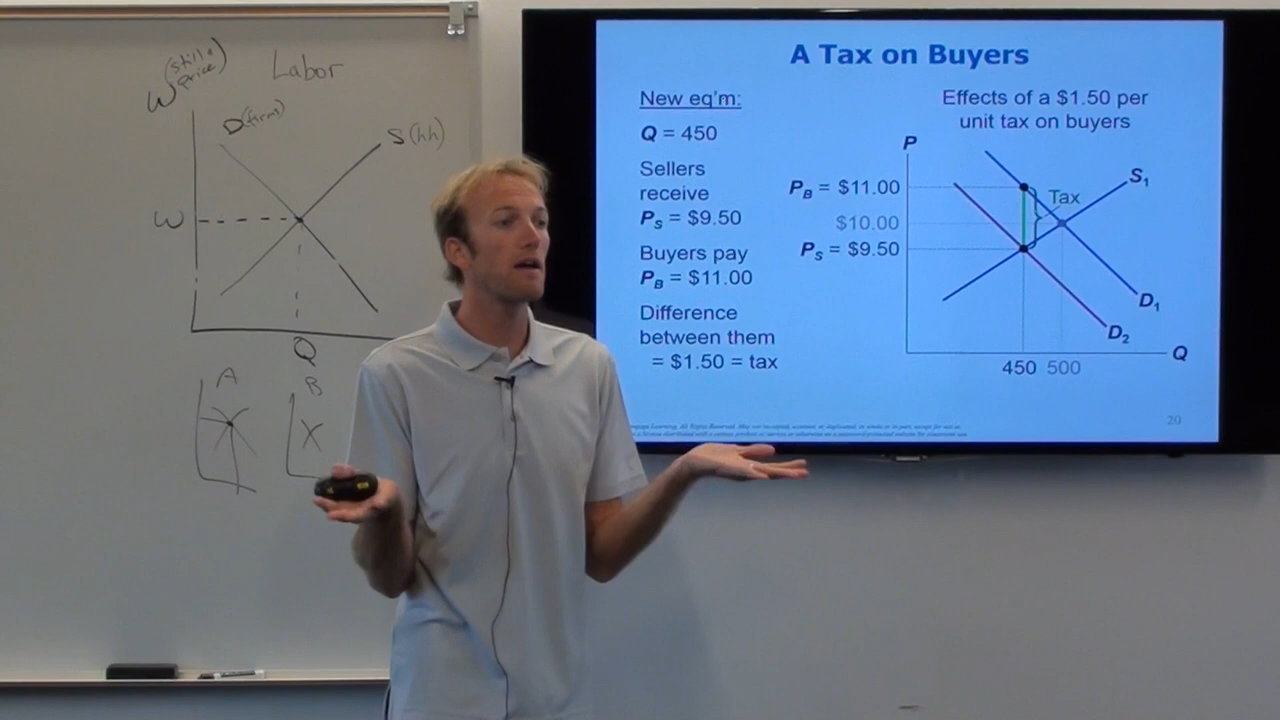 W (skill price)
Labor
D (firms)
S (hh)
W
Q
A
B
A Tax on Buyers
New eq'm:
Q = 450
Sellers
receive
PS = $9.50
Buyers pay
PB = $11.00
Difference
between them
= $1.50 = tax
Effects of a $1.50 per
unit tax on buyers
P
S1
PB = $11.00
Tax
$10.00
PS = $9.50
D1
D2
Q
450 500
20